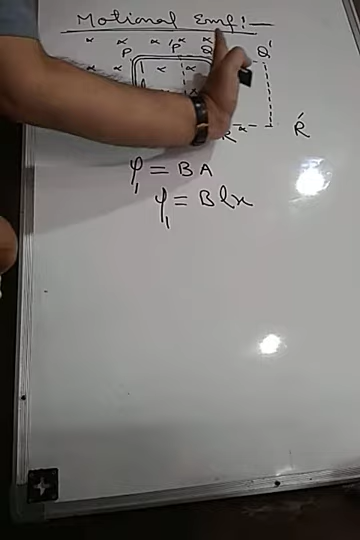 Motional Emf :-
x x x x
P P' Q Q'
x x
R'
φ₁ = BA
φ₁ = Blx